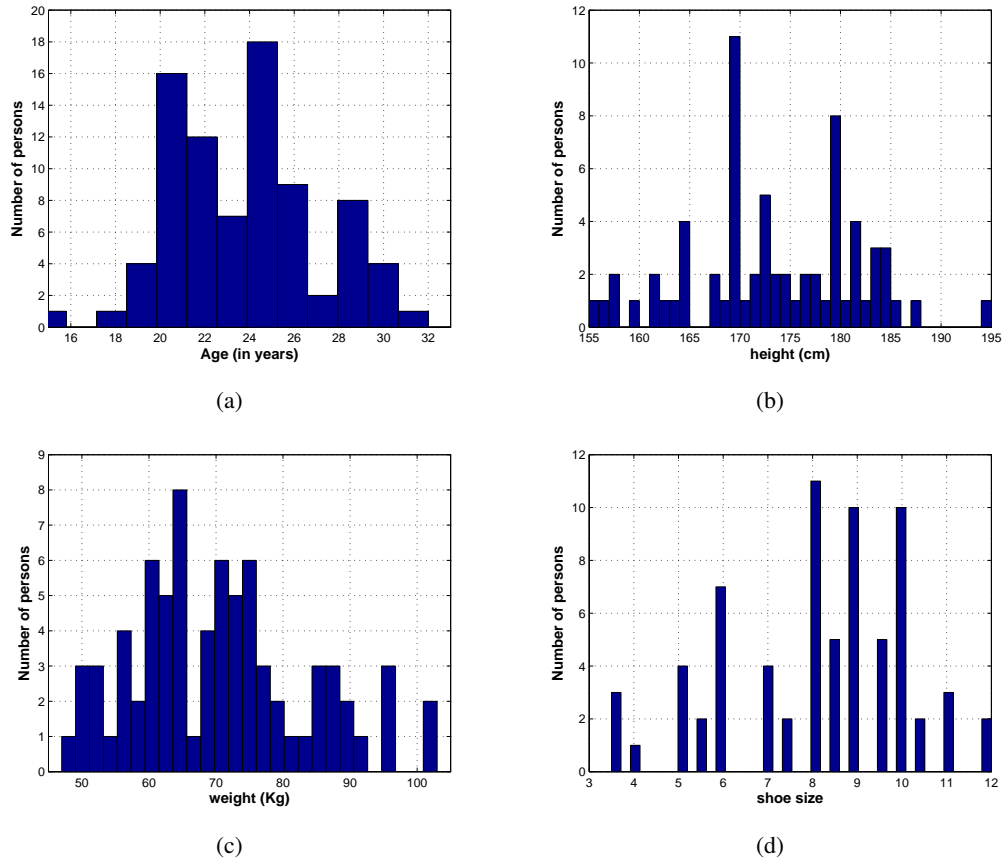 20
18
16
14
12
10
8
6
4
2
0
Number of persons
16 18 20 22 24 26 28 30 32
Age (in years)
(a)
12
10
8
6
4
2
0
Number of persons
155 160 165 170 175 180 185 190 195
height (cm)
(b)
9
8
7
6
5
4
3
2
1
0
Number of persons
50 60 70 80 90 100
weight (Kg)
(c)
12
10
8
6
4
2
0
Number of persons
3 4 5 6 7 8 9 10 11 12
shoe size
(d)